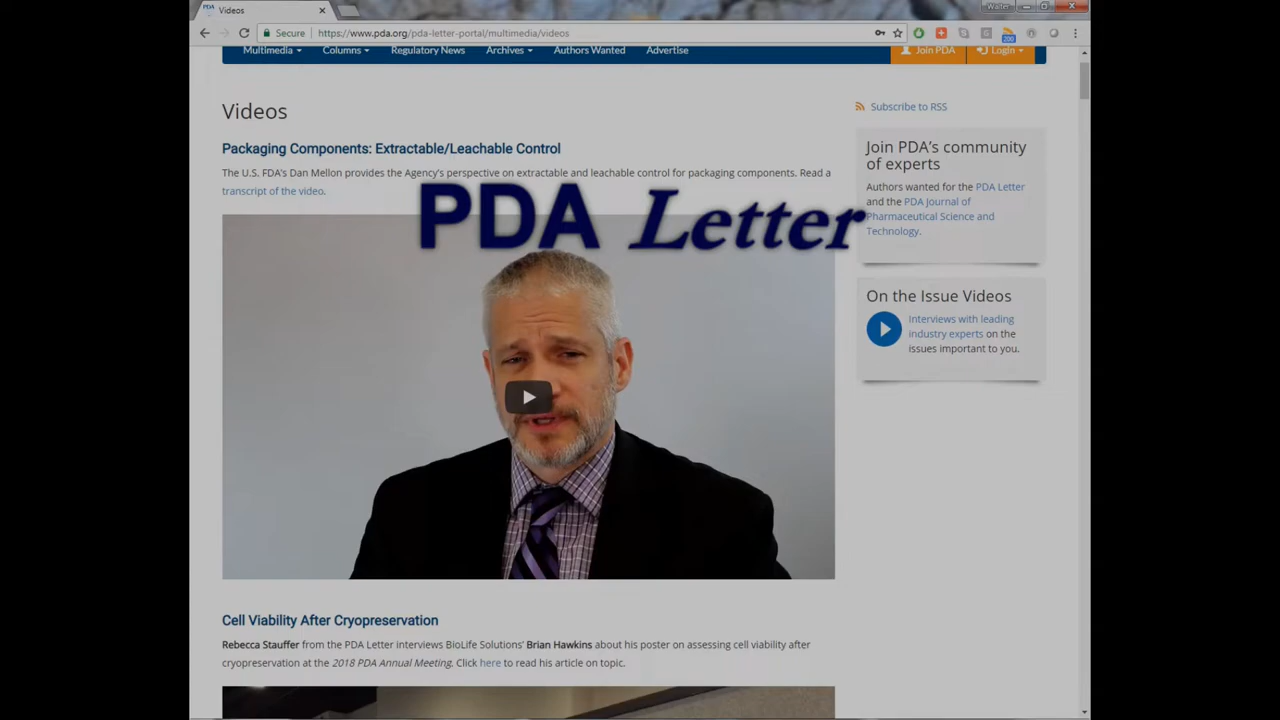 Videos
Walter
Secure https://www.pda.org/pda-letter-portal/multimedia/videos
200
Multimedia Columns Regulatory News Archives Authors Wanted Advertise Join PDA Login
Videos
Subscribe to RSS
Packaging Components: Extractable/Leachable Control
The U.S. FDA's Dan Mellon provides the Agency's perspective on extractable and leachable control for packaging components. Read a
transcript of the video.
PDA Letter
Join PDA's community
of experts
Authors wanted for the PDA Letter
and the PDA Journal of
Pharmaceutical Science and
Technology.
On the Issue Videos
Interviews with leading
industry experts on the
issues important to you.
Cell Viability After Cryopreservation
Rebecca Stauffer from the PDA Letter interviews BioLife Solutions' Brian Hawkins about his poster on assessing cell viability after
cryopreservation at the 2018 PDA Annual Meeting. Click here to read his article on topic.